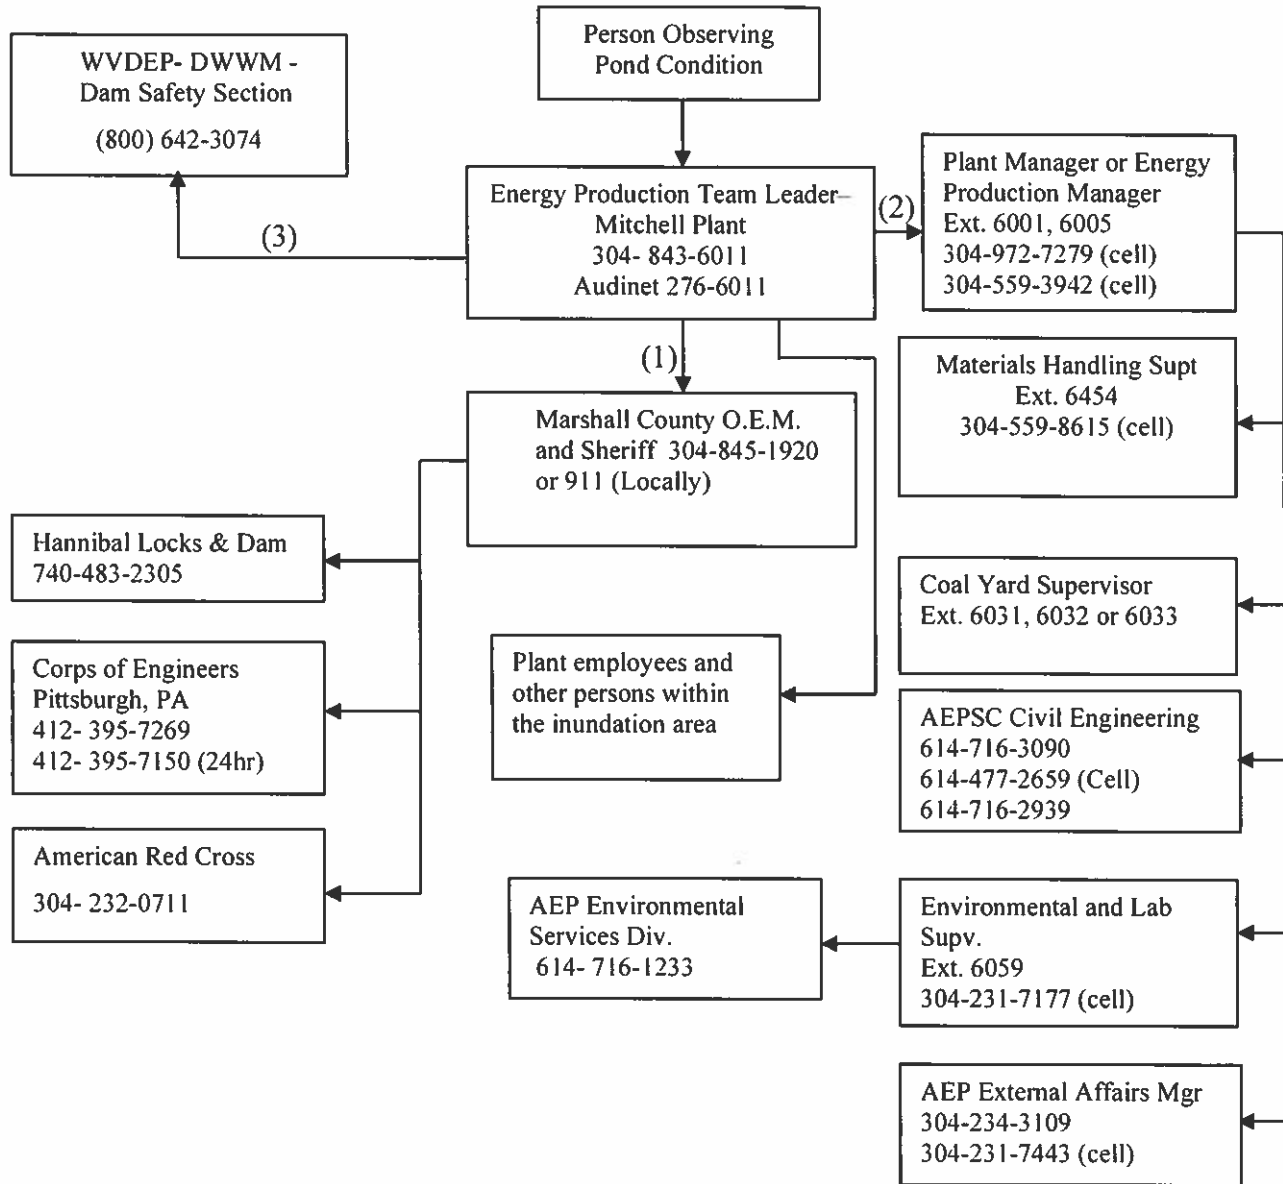 Person Observing
Pond Condition
WVDEP- DWWM -
Dam Safety Section
(800) 642-3074
Energy Production Team Leader–
Mitchell Plant
304- 843-6011
Audinet 276-6011
(3)
(2)
Plant Manager or Energy
Production Manager
Ext. 6001, 6005
304-972-7279 (cell)
304-559-3942 (cell)
(1)
Materials Handling Supt
Ext. 6454
304-559-8615 (cell)
Marshall County O.E.M.
and Sheriff 304-845-1920
or 911 (Locally)
Hannibal Locks & Dam
740-483-2305
Coal Yard Supervisor
Ext. 6031, 6032 or 6033
Corps of Engineers
Pittsburgh, PA
412- 395-7269
412- 395-7150 (24hr)
Plant employees and
other persons within
the inundation area
AEPSC Civil Engineering
614-716-3090
614-477-2659 (Cell)
614-716-2939
American Red Cross
304- 232-0711
AEP Environmental
Services Div.
614- 716-1233
Environmental and Lab
Supv.
Ext. 6059
304-231-7177 (cell)
AEP External Affairs Mgr
304-234-3109
304-231-7443 (cell)